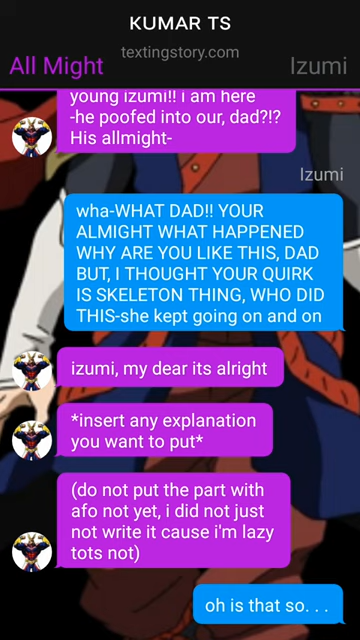 KUMAR TS
textingstory.com
All Might
Izumi
young izumi!! i am here
-he poofed into our, dad?!?
His allmight-
Izumi
wha-WHAT DAD!! YOUR
ALMIGHT WHAT HAPPENED
WHY ARE YOU LIKE THIS, DAD
BUT, I THOUGHT YOUR QUIRK
IS SKELETON THING, WHO DID
THIS-she kept going on and on
izumi, my dear its alright
*insert any explanation
you want to put*
(do not put the part with
afo not yet, i did not just
not write it cause i'm lazy
tots not)
oh is that so. . .